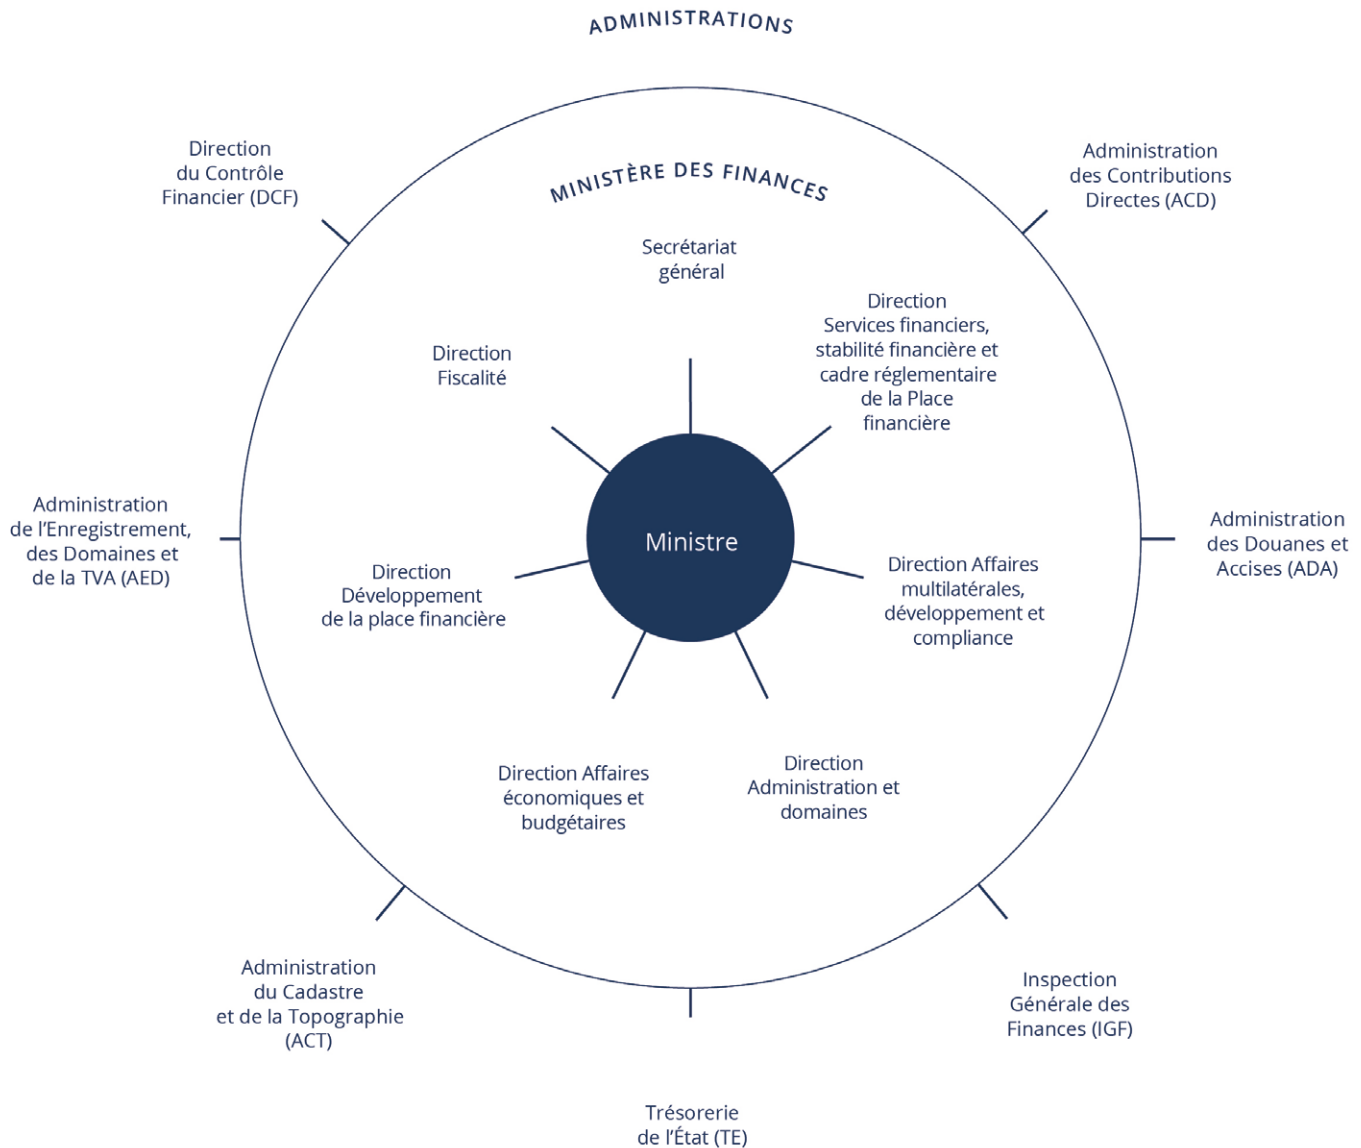 ADMINISTRATIONS
Direction
du Contrôle
Financier (DCF)
Administration
des Contributions
Directes (ACD)
MINISTÈRE DES FINANCES
Secrétariat
général
Direction
Services financiers,
stabilité financière et
cadre réglementaire
de la Place
financière
Direction
Fiscalité
Administration
de l’Enregistrement,
des Domaines et
de la TVA (AED)
Ministre
Administration
des Douanes et
Accises (ADA)
Direction
Développement
de la place financière
Direction Affaires
multilatérales,
développement et
compliance
Direction Affaires
économiques et
budgétaires
Direction
Administration et
domaines
Administration
du Cadastre
et de la Topographie
(ACT)
Inspection
Générale des
Finances (IGF)
Trésorerie
de l’État (TE)